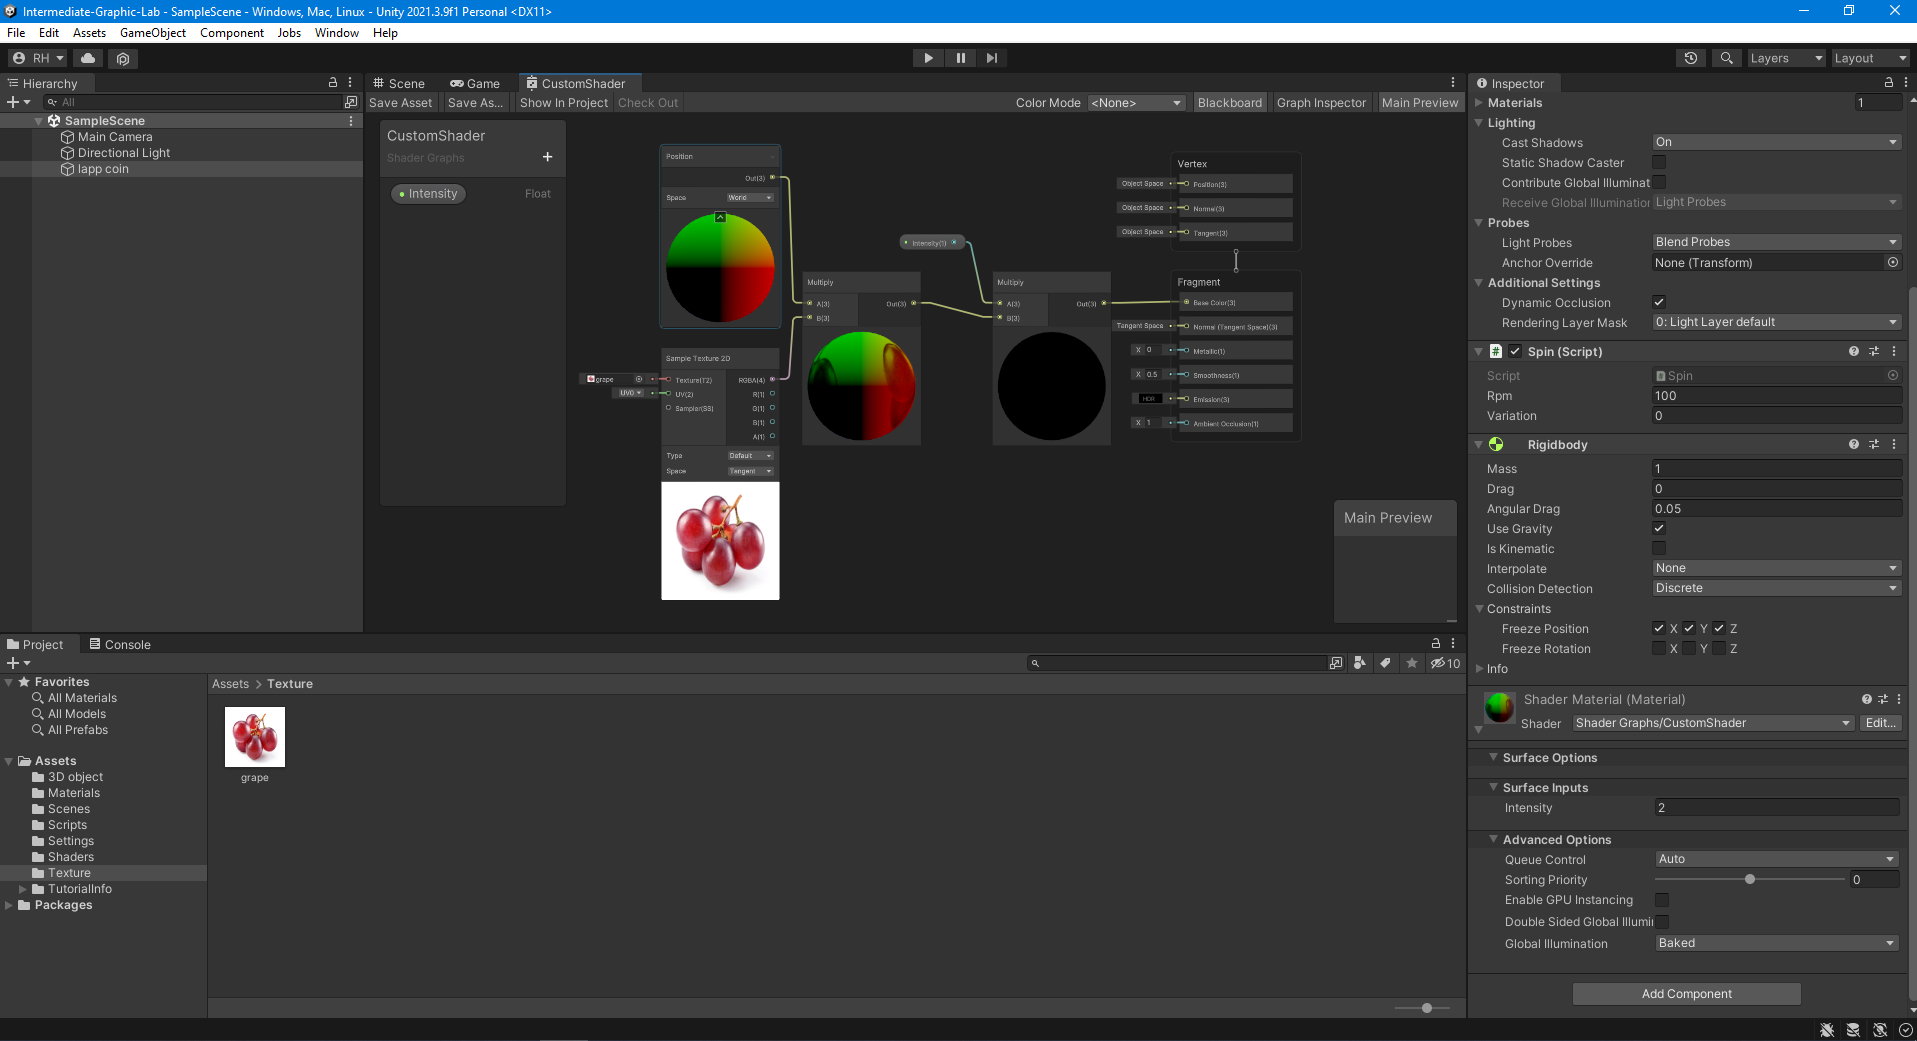 Intermediate-Graphic-Lab - SampleScene - Windows, Mac, Linux - Unity 2021.3.9f1 Personal <DX11>
File Edit Assets GameObject Component Jobs Window Help
RH Layers Layout
Hierarchy
All
SampleScene
Main Camera
Directional Light
lapp coin
Scene Game CustomShader
Save Asset Save As... Show In Project Check Out Color Mode <None> Blackboard Graph Inspector Main Preview
CustomShader
Shader Graphs
Intensity Float
Position
Out(3)
Space World
Intensity(1)
Multiply
A(3) Out(3)
B(3)
Multiply
A(3) Out(3)
B(3)
Sample Texture 2D
grape Texture(T2) RGBA(4)
UV0 UV(2) R(1)
Sampler(SS) G(1)
B(1)
A(1)
Type Default
Space Tangent
Vertex
Object Space Position(3)
Object Space Normal(3)
Object Space Tangent(3)
Fragment
Base Color(3)
Tangent Space Normal (Tangent Space)(3)
X 0 Metallic(1)
X 0.5 Smoothness(1)
HDR Emission(3)
X 1 Ambient Occlusion(1)
Main Preview
Inspector
Materials 1
Lighting
Cast Shadows On
Static Shadow Caster
Contribute Global Illuminat
Receive Global Illumination Light Probes
Probes
Light Probes Blend Probes
Anchor Override None (Transform)
Additional Settings
Dynamic Occlusion
Rendering Layer Mask 0: Light Layer default
Spin (Script)
Script Spin
Rpm 100
Variation 0
Rigidbody
Mass 1
Drag 0
Angular Drag 0.05
Use Gravity
Is Kinematic
Interpolate None
Collision Detection Discrete
Constraints
Freeze Position X Y Z
Freeze Rotation X Y Z
Info
Shader Material (Material)
Shader Shader Graphs/CustomShader Edit...
Surface Options
Surface Inputs
Intensity 2
Advanced Options
Queue Control Auto
Sorting Priority 0
Enable GPU Instancing
Double Sided Global Illumi
Global Illumination Baked
Add Component
Project Console
10
Favorites
All Materials
All Models
All Prefabs
Assets
3D object
Materials
Scenes
Scripts
Settings
Shaders
Texture
TutorialInfo
Packages
Assets > Texture
grape